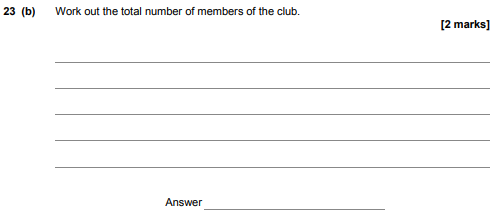 23 (b) Work out the total number of members of the club.
[2 marks]
Answer